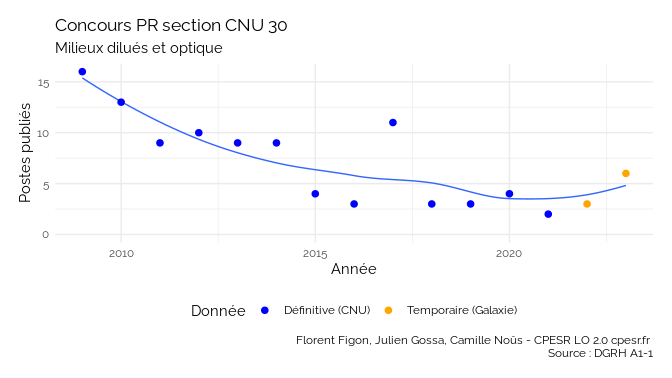 Concours PR section CNU 30
Milieux dilués et optique
Postes publiés
15
10
5
0
2010
2015
2020
Année
Donnée
Définitive (CNU)
Temporaire (Galaxie)
Florent Figon, Julien Gossa, Camille Noûs - CPESR LO 2.0 cpesr.fr
Source : DGRH A1-1